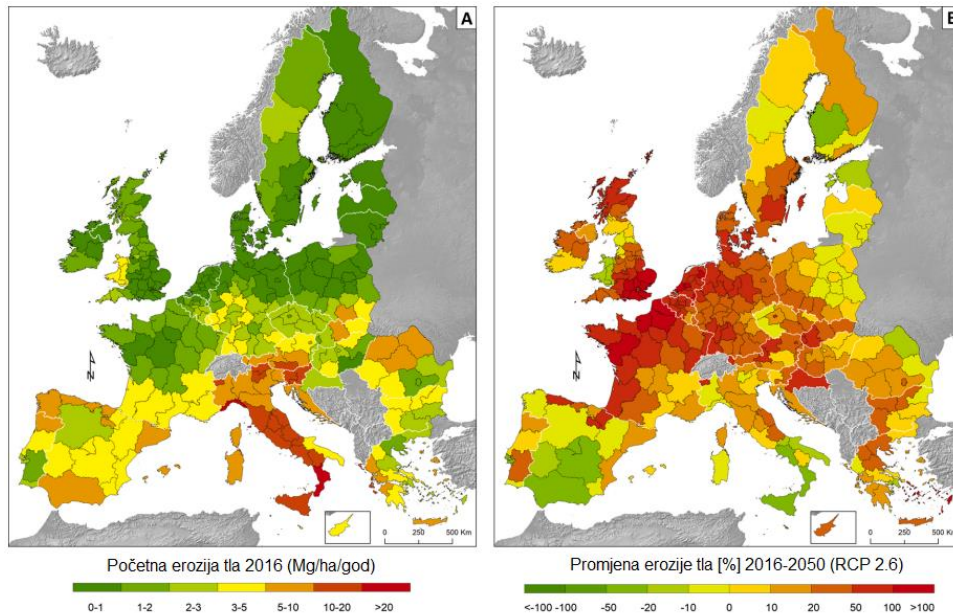 A
B
N
N
0 250 500 Km
0 250 500 Km
Početna erozija tla 2016 (Mg/ha/god)
0-1 1-2 2-3 3-5 5-10 10-20 >20
Promjena erozije tla [%] 2016-2050 (RCP 2.6)
<-100 -100 -50 -20 -10 0 10 20 50 100 >100